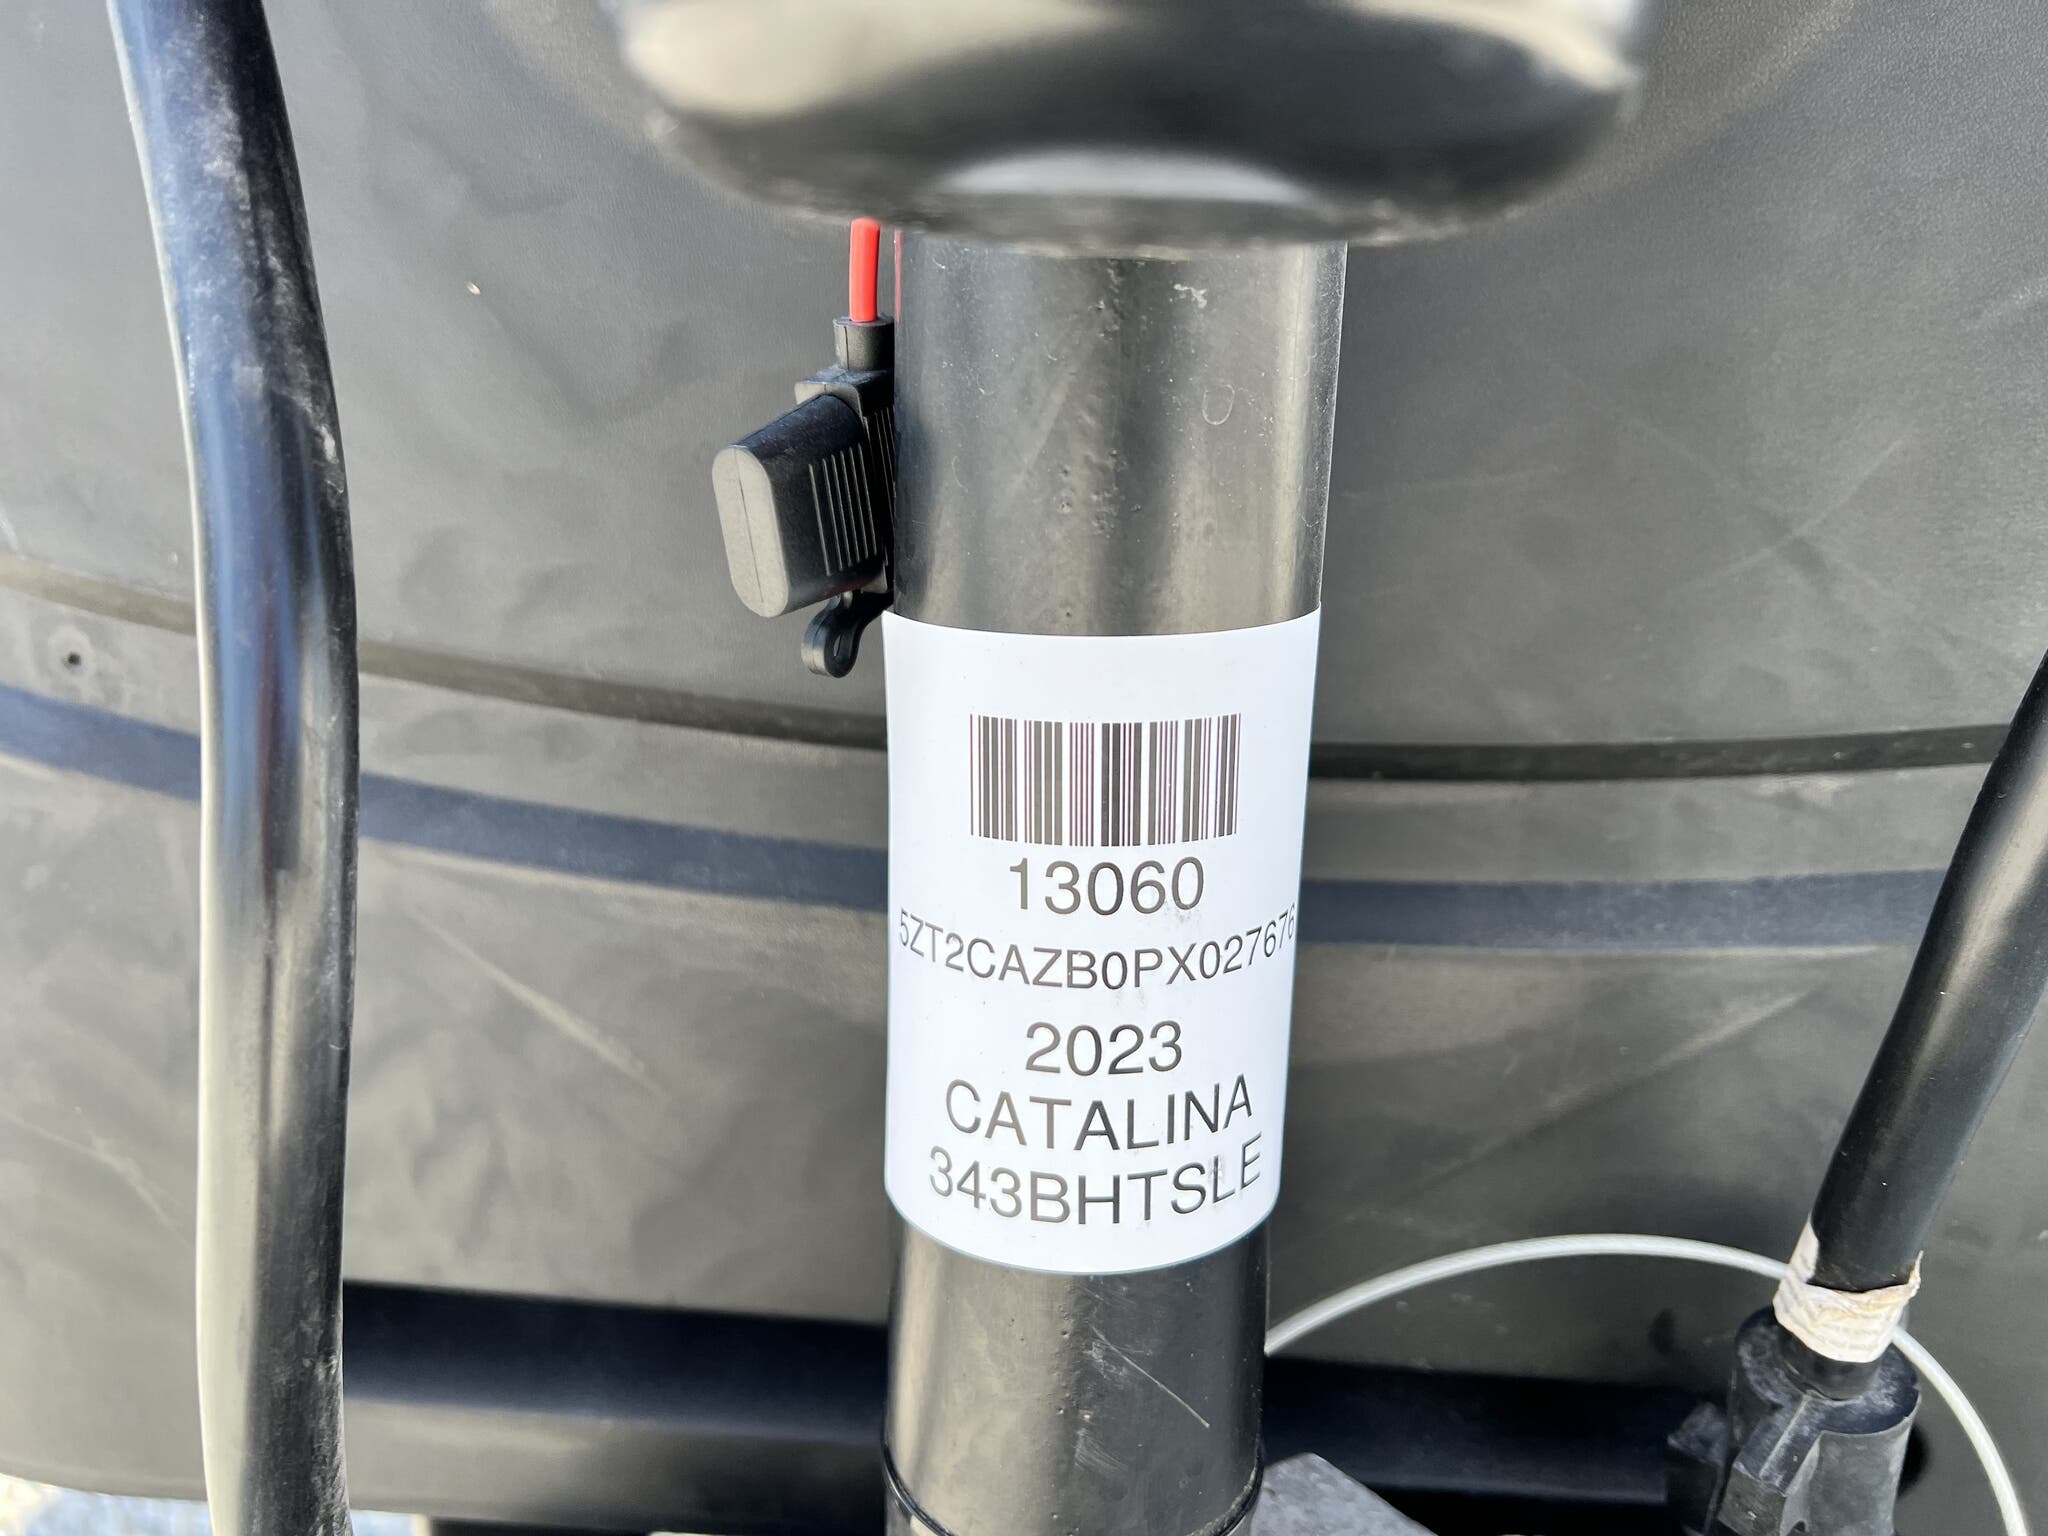 13060
5ZT2CAZB0PX027676
2023
CATALINA
343BHTSLE